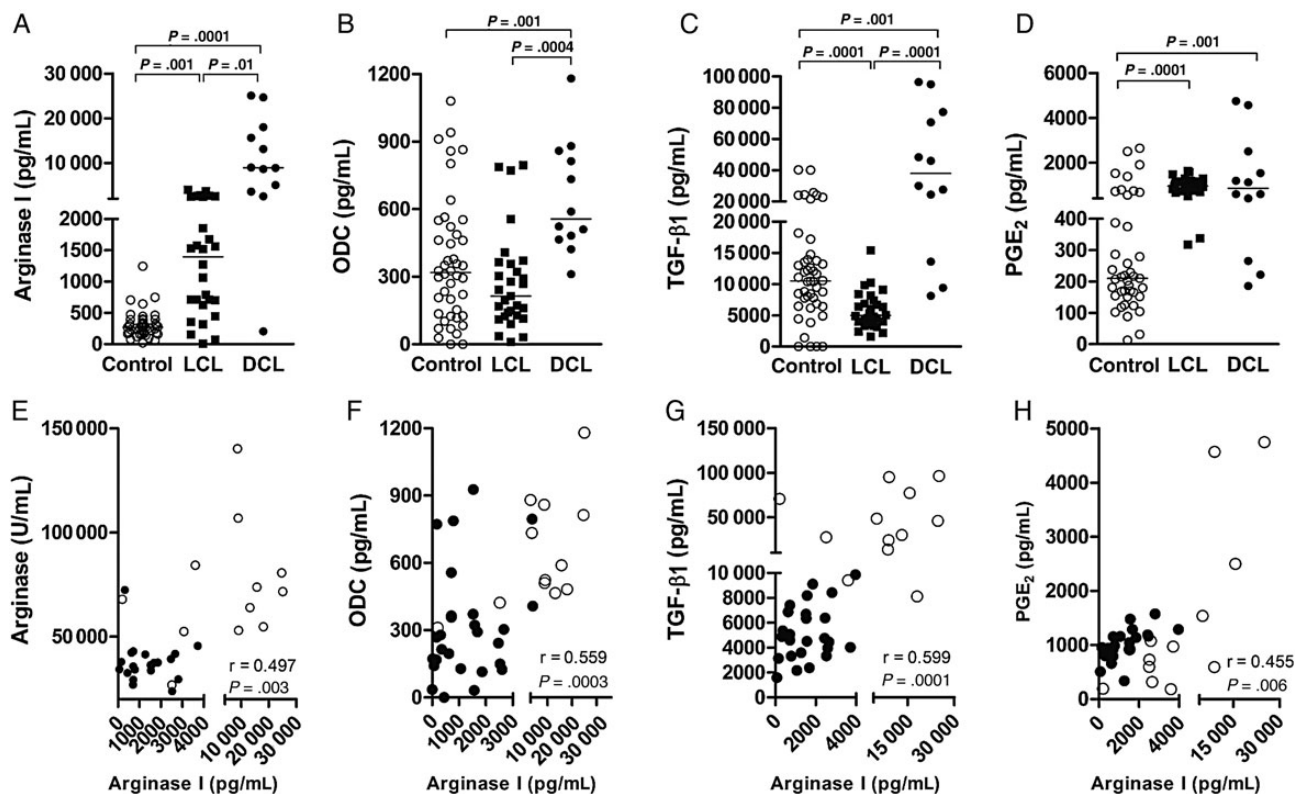 A
P = .0001
P = .001
P = .01
Arginase I (pg/mL)
30 000
20 000
10 000
2000
1500
1000
500
0
Control LCL DCL
B
P = .001
P = .0004
ODC (pg/mL)
1200
900
600
300
0
Control LCL DCL
C
P = .001
P = .0001
P = .0001
TGF-β1 (pg/mL)
100 000
80 000
60 000
40 000
20 000
20 000
15 000
10 000
5000
0
Control LCL DCL
D
P = .001
P = .0001
PGE2 (pg/mL)
6000
4000
2000
400
300
200
100
0
Control LCL DCL
E
Arginase (U/mL)
150 000
100 000
50 000
r = 0.497
P = .003
0
1000
2000
3000
4000
10 000
20 000
30 000
Arginase I (pg/mL)
F
ODC (pg/mL)
1200
900
600
300
0
r = 0.559
P = .0003
0
1000
2000
3000
10 000
20 000
30 000
Arginase I (pg/mL)
G
TGF-β1 (pg/mL)
150 000
100 000
50 000
10 000
8000
6000
4000
2000
0
r = 0.599
P = .0001
0
2000
4000
15 000
30 000
Arginase I (pg/mL)
H
PGE2 (pg/mL)
5000
4000
3000
2000
1000
0
r = 0.455
P = .006
0
2000
4000
15 000
30 000
Arginase I (pg/mL)